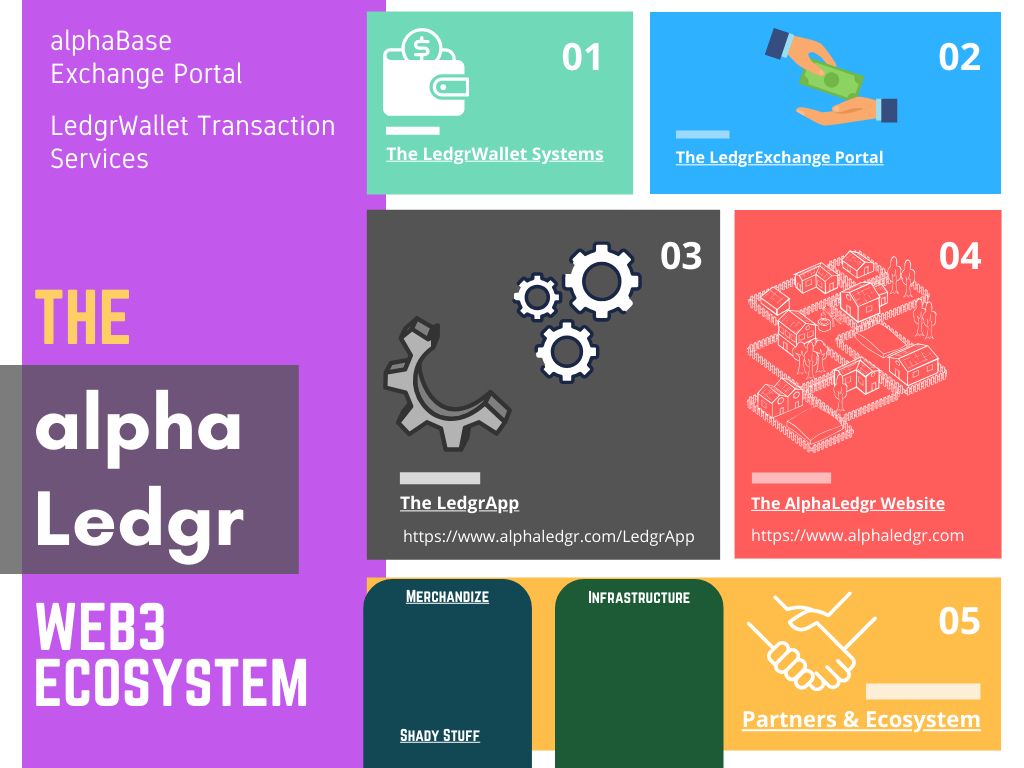 alphaBase
Exchange Portal
LedgrWallet Transaction
Services
THE
alpha
Ledgr
WEB3
ECOSYSTEM
01
$
The LedgrWallet Systems
02
The LedgrExchange Portal
03
The LedgrApp
https://www.alphaledgr.com/LedgrApp
04
The AlphaLedgr Website
https://www.alphaledgr.com
Merchandize
Shady Stuff
Infrastructure
05
Partners & Ecosystem